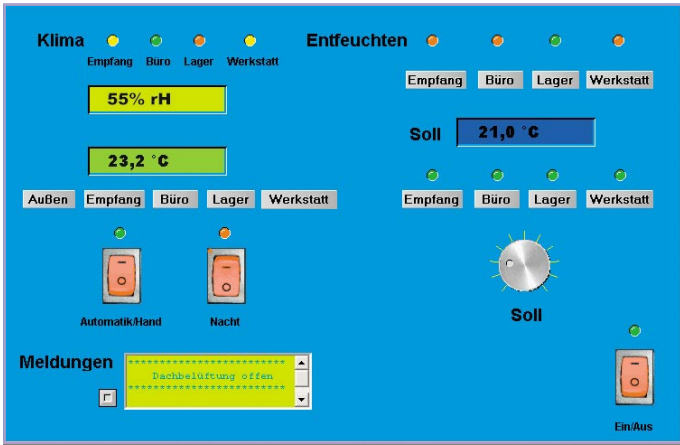 Klima
Empfang Büro Lager Werkstatt
55% rH
23,2 °C
Außen Empfang Büro Lager Werkstatt
Automatik/Hand Nacht
Meldungen
*************************
Dachbelüftung offen
*************************
Entfeuchten
Empfang Büro Lager Werkstatt
Soll 21,0 °C
Empfang Büro Lager Werkstatt
Soll
Ein/Aus